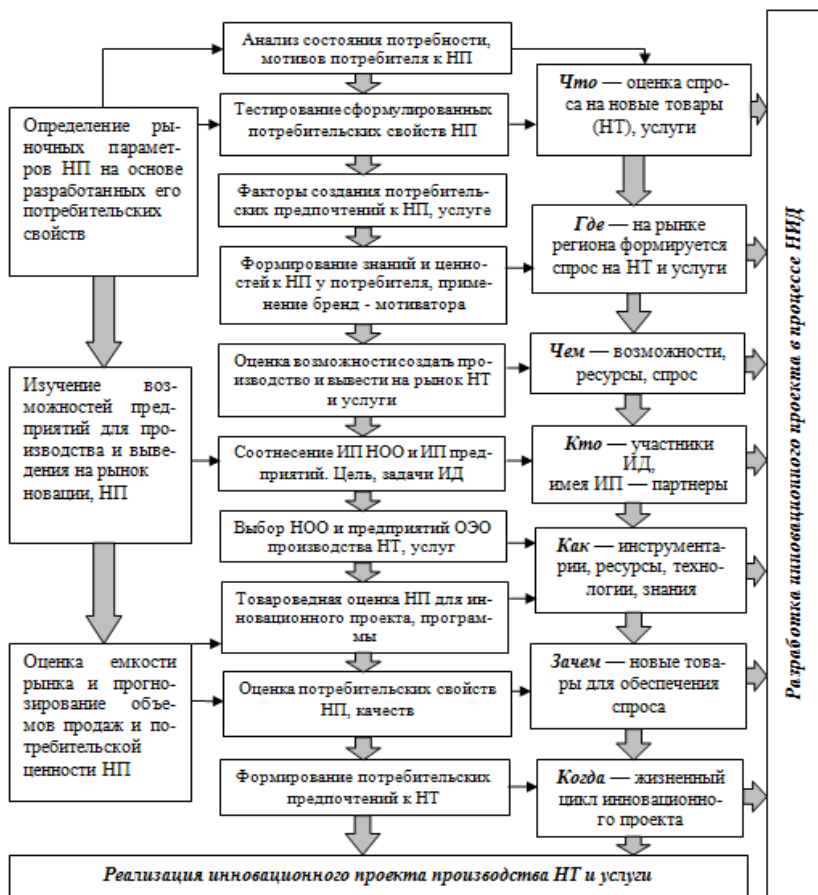 Анализ состояния потребности,
мотивов потребителя к НП
Тестирование сформулированных
потребительских свойств НП
Факторы создания потребитель-
ских предпочтений к НП, услуге
Формирование знаний и ценно-
стей к НП у потребителя, приме-
нение бренд - мотиватора
Оценка возможности создать про-
изводство и вывести на рынок НТ
и услуги
Соотнесение ИП НОО и ИП пред-
приятий. Цель, задачи ИД
Выбор НОО и предприятий ОЭО
производства НТ, услуг
Товароведная оценка НП для ин-
новационного проекта, програм-
мы
Оценка потребительских свойств
НП, качеств
Формирование потребительских
предпочтений к НТ
Определение ры-
ночных парамет-
ров НП на основе
разработанных его
потребительских
свойств
Изучение воз-
можностей пред-
приятий для про-
изводства и выве-
дения на рынок
новации, НП
Оценка емкости
рынка и прогно-
зирование объе-
мов продаж и по-
требительской
ценности НП
Что — оценка спро-
са на новые товары
(НТ), услуги
Где — на рынке
региона формируется
спрос на НТ и услуги
Чем — возможности,
ресурсы, спрос
Кто — участники
ИД,
имея ИП — партнеры
Как — инструмента-
рии, ресурсы, техно-
логии, знания
Зачем — новые това-
ры для обеспечения
спроса
Когда — жизненный
цикл инновационно-
го проекта
Разработка инновационного проекта в процессе НИД
Реализация инновационного проекта производства НТ и услуги